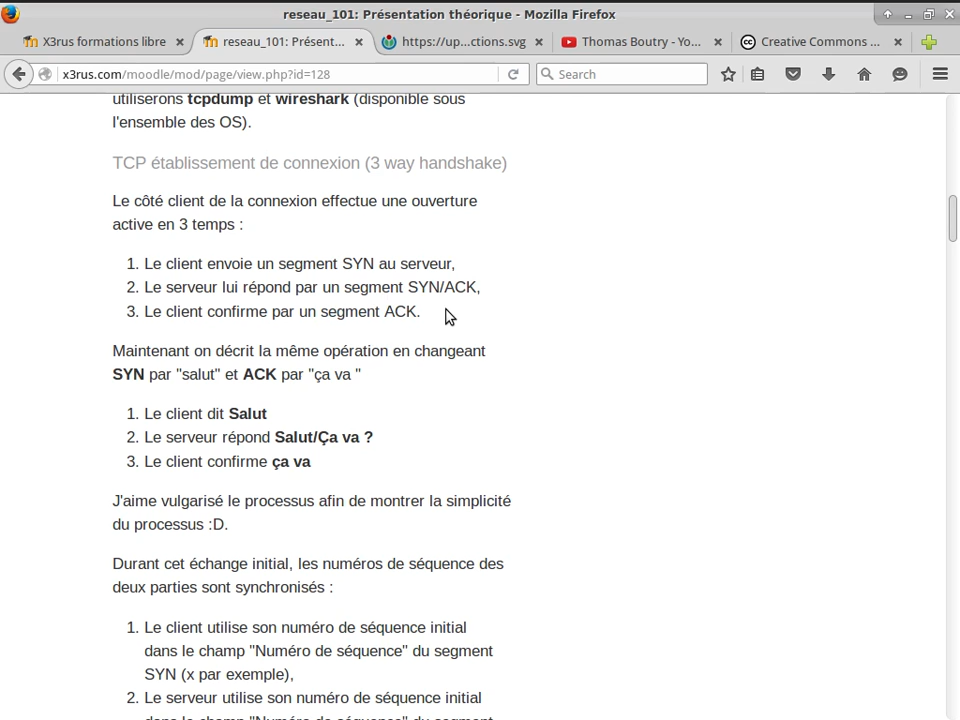 reseau_101: Présentation théorique - Mozilla Firefox
X3rus formations libre
reseau_101: Présent...
https://up...ctions.svg
Thomas Boutry - Yo...
Creative Commons ...
x3rus.com/moodle/mod/page/view.php?id=128
Search
utiliserons tcpdump et wireshark (disponible sous
l'ensemble des OS).
TCP établissement de connexion (3 way handshake)
Le côté client de la connexion effectue une ouverture
active en 3 temps :
1. Le client envoie un segment SYN au serveur,
2. Le serveur lui répond par un segment SYN/ACK,
3. Le client confirme par un segment ACK.
Maintenant on décrit la même opération en changeant
SYN par "salut" et ACK par "ça va "
1. Le client dit Salut
2. Le serveur répond Salut/Ça va ?
3. Le client confirme ça va
J'aime vulgarisé le processus afin de montrer la simplicité
du processus :D.
Durant cet échange initial, les numéros de séquence des
deux parties sont synchronisés :
1. Le client utilise son numéro de séquence initial
dans le champ "Numéro de séquence" du segment
SYN (x par exemple),
2. Le serveur utilise son numéro de séquence initial
dans le champ "Numéro de séquence" du segment